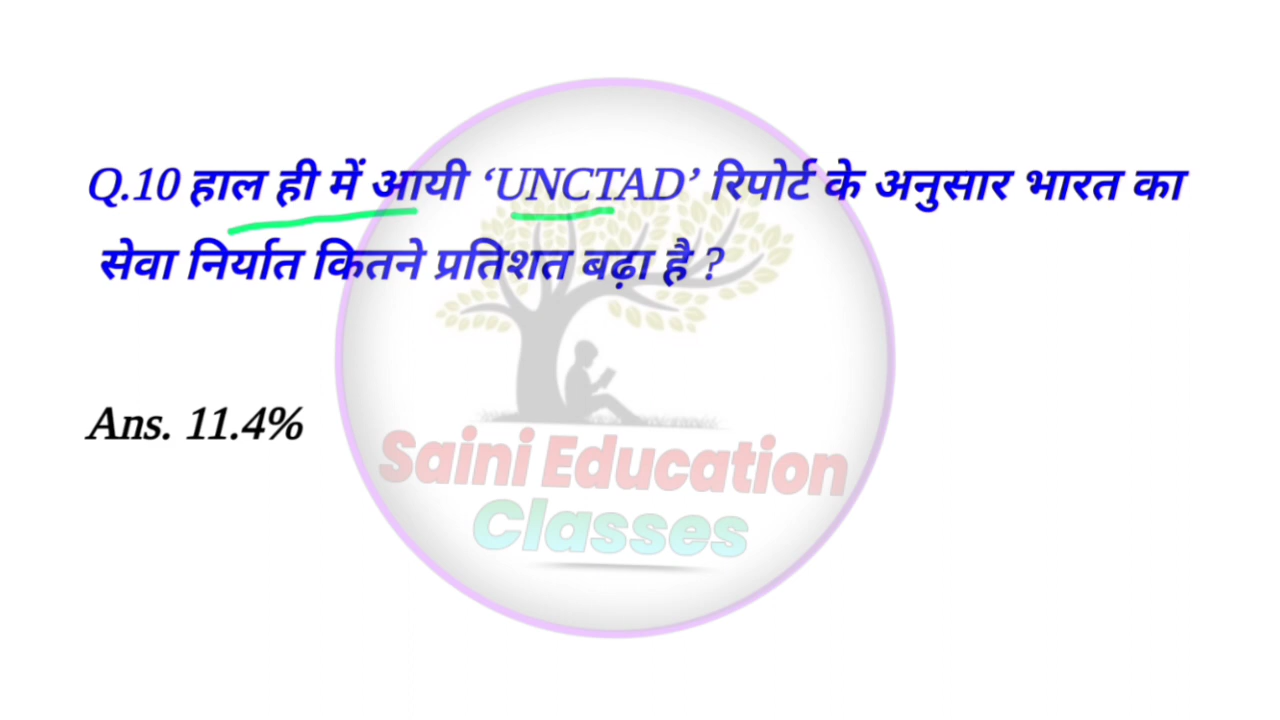 Q.10 हाल ही में आयी ‘UNCTAD’ रिपोर्ट के अनुसार भारत का
सेवा निर्यात कितने प्रतिशत बढ़ा है ?
Ans. 11.4%
Saini Education
Classes